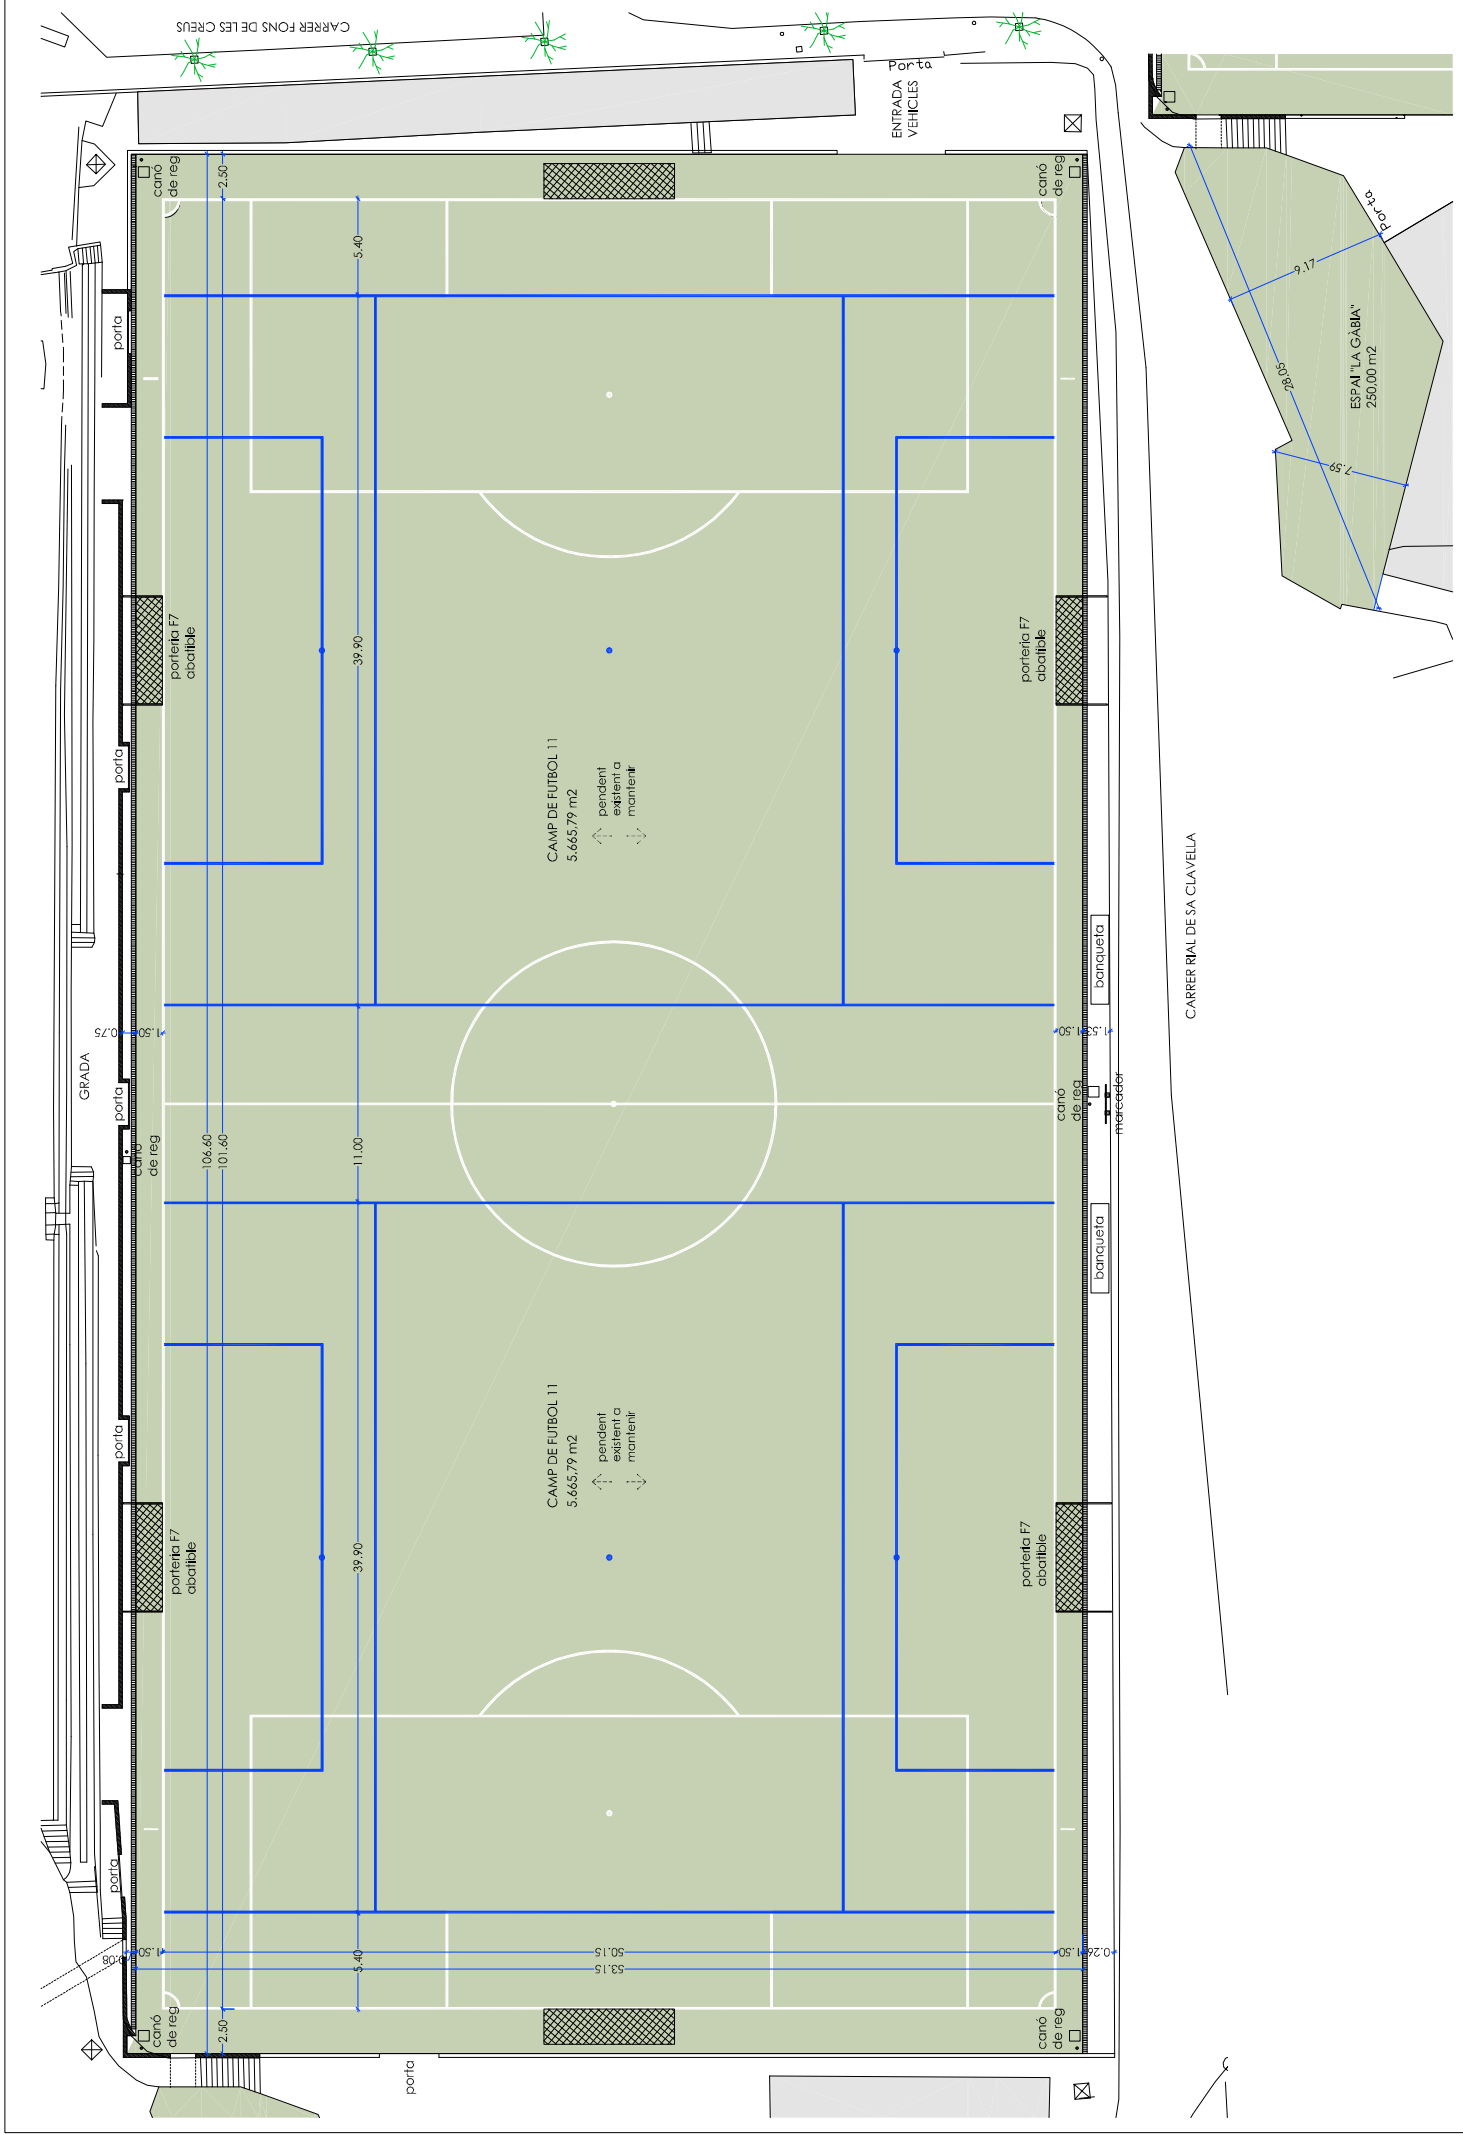 CARRER FONS DE LES CREUS
Porta
ENTRADA
VEHICLES
canó
de reg
2.50
canó
de reg
5.40
porta
Porta
9.17
28.05
ESPAI "LA GÀBIA"
250,00 m2
7.59
porteria F7
abatible
39.90
porteria F7
abatible
porta
CAMP DE FUTBOL 11
5.665,79 m2
pendent
existent a
mantenir
banqueta
CARRER RIAL DE SA CLAVELLA
0.75
1.50
1.50
1.53
GRADA
porta
canó
de reg
marcador
canó
de reg
106.60
101.60
11.00
banqueta
porta
CAMP DE FUTBOL 11
5.665,79 m2
pendent
existent a
mantenir
porteria F7
abatible
39.90
porteria F7
abatible
porta
0.08
1.50
50.15
1.50
0.26
53.15
5.40
canó
de reg
2.50
canó
de reg
porta